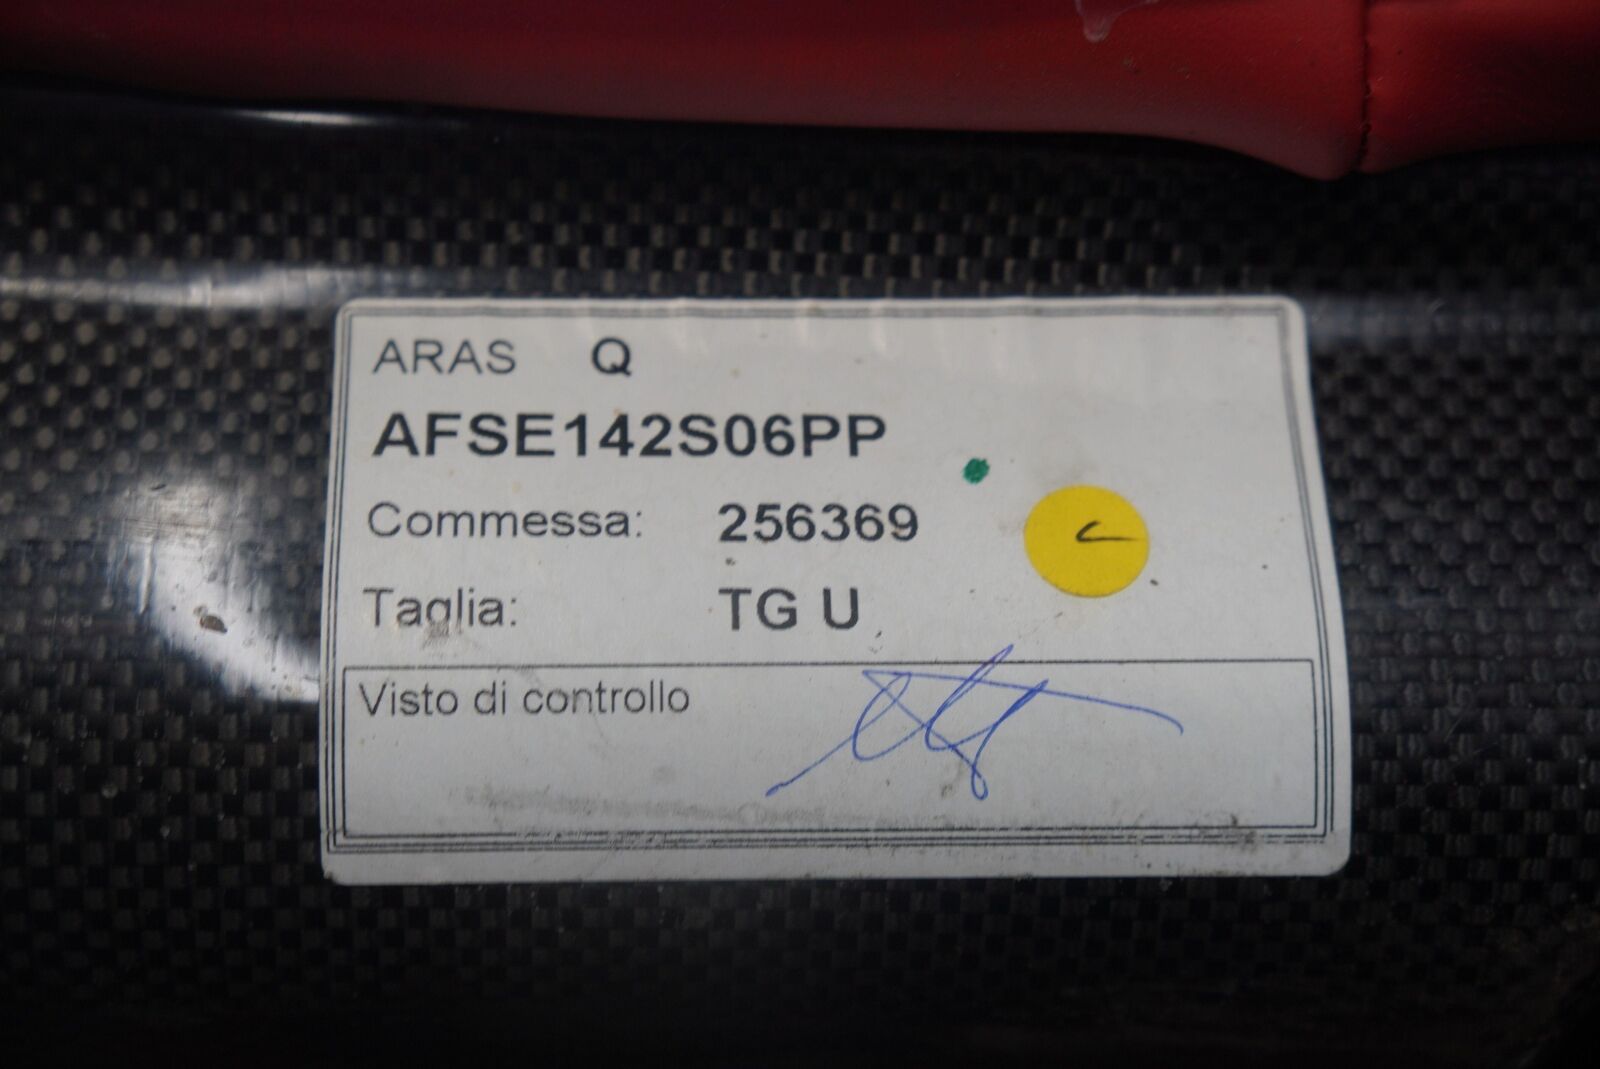 ARAS Q
AFSE142S06PP
Commessa: 256369
Taglia: TG U
Visto di controllo